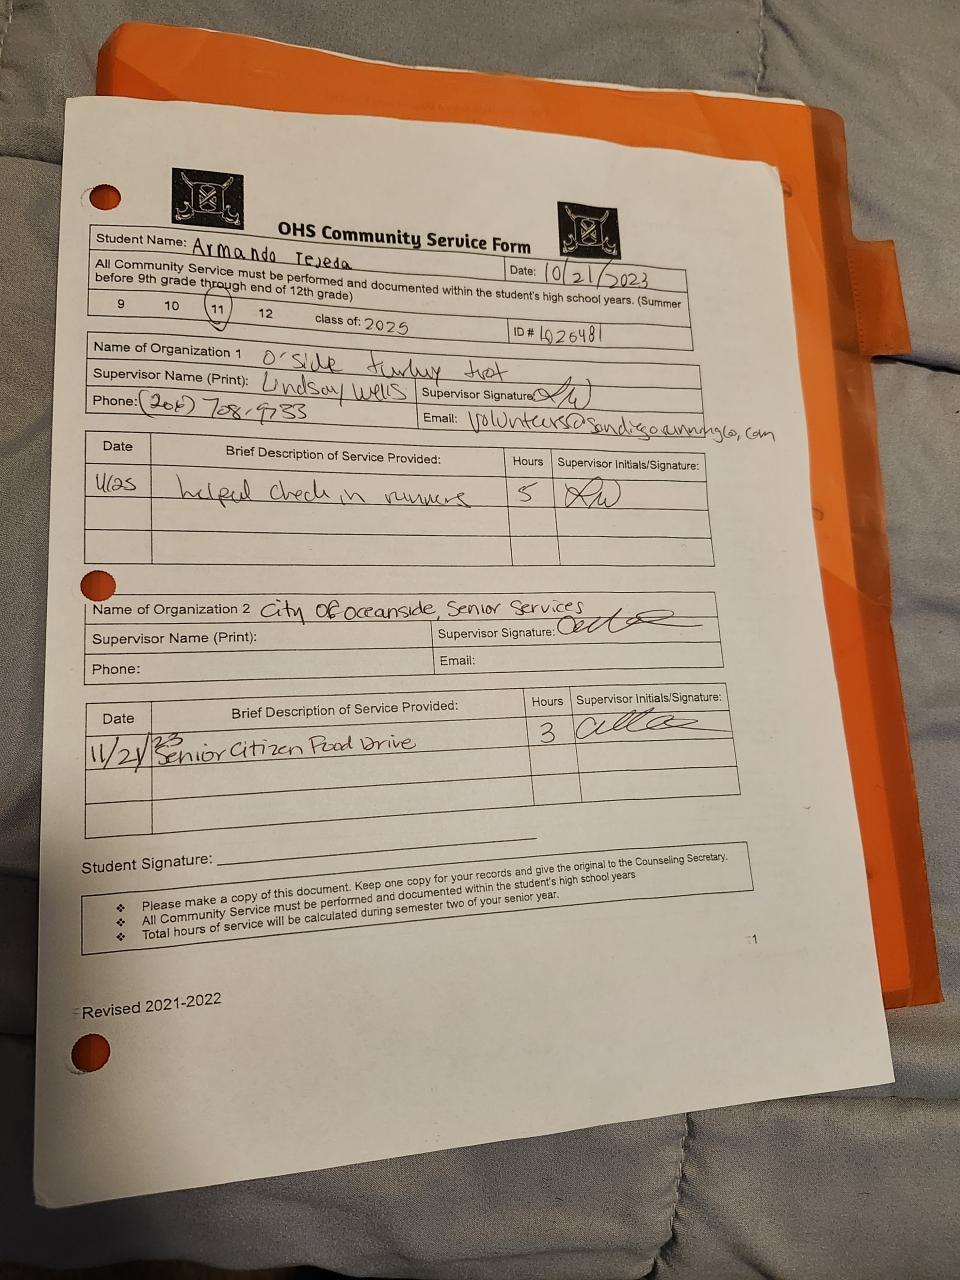 OHS Community Service Form
Student Name: Armando Tejeda
Date: 10/21/2023
All Community Service must be performed and documented within the student's high school years. (Summer
before 9th grade through end of 12th grade)
9 10 11 12 class of: 2025 ID #
Name of Organization 1 O'side turkey trot
Supervisor Name (Print): Lindsay Wells Supervisor Signature: LW
Phone: (206) 708-9733 Email: volunteers@sandiegorunningco.com
Date Brief Description of Service Provided: Hours Supervisor Initials/Signature:
11/25 helped check in runners 5 LW
Name of Organization 2 City Of Oceanside, Senior Services
Supervisor Name (Print): Supervisor Signature:
Phone: Email:
Date Brief Description of Service Provided: Hours Supervisor Initials/Signature:
11/21/23 Senior Citizen Food Drive 3
Student Signature:
❖ Please make a copy of this document. Keep one copy for your records and give the original to the Counseling Secretary.
❖ All Community Service must be performed and documented within the student's high school years
❖ Total hours of service will be calculated during semester two of your senior year.
1
Revised 2021-2022